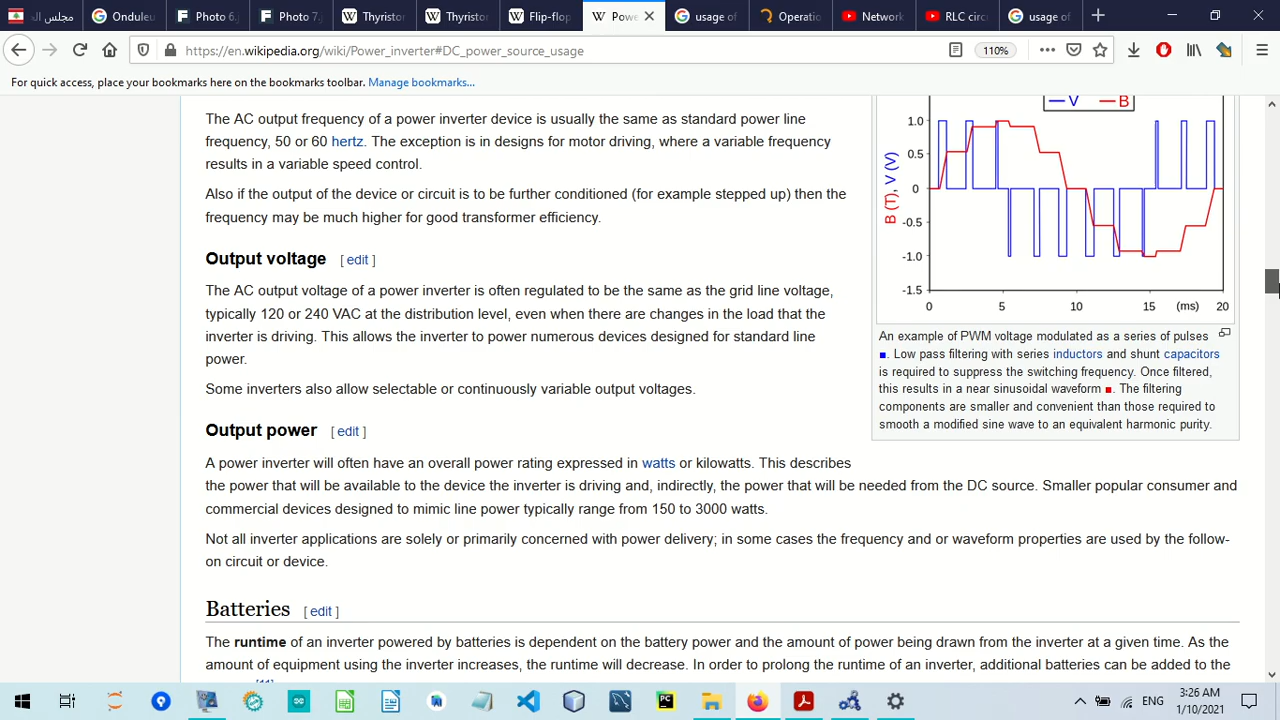 مجلس ال
Onduleu
Photo 6.
Photo 7.
Thyristor
Thyristor
Flip-flop
Powe
usage of
Operatio
Network
RLC circ
usage of
https://en.wikipedia.org/wiki/Power_inverter#DC_power_source_usage
110%
For quick access, place your bookmarks here on the bookmarks toolbar. Manage bookmarks...
The AC output frequency of a power inverter device is usually the same as standard power line
frequency, 50 or 60 hertz. The exception is in designs for motor driving, where a variable frequency
results in a variable speed control.
Also if the output of the device or circuit is to be further conditioned (for example stepped up) then the
frequency may be much higher for good transformer efficiency.
Output voltage [ edit ]
The AC output voltage of a power inverter is often regulated to be the same as the grid line voltage,
typically 120 or 240 VAC at the distribution level, even when there are changes in the load that the
inverter is driving. This allows the inverter to power numerous devices designed for standard line
power.
Some inverters also allow selectable or continuously variable output voltages.
Output power [ edit ]
A power inverter will often have an overall power rating expressed in watts or kilowatts. This describes
the power that will be available to the device the inverter is driving and, indirectly, the power that will be needed from the DC source. Smaller popular consumer and
commercial devices designed to mimic line power typically range from 150 to 3000 watts.
Not all inverter applications are solely or primarily concerned with power delivery; in some cases the frequency and or waveform properties are used by the follow-
on circuit or device.
Batteries [ edit ]
The runtime of an inverter powered by batteries is dependent on the battery power and the amount of power being drawn from the inverter at a given time. As the
amount of equipment using the inverter increases, the runtime will decrease. In order to prolong the runtime of an inverter, additional batteries can be added to the
V B
B (T), V (V)
1.0
0.5
0
-0.5
-1.0
-1.5
0 5 10 15 (ms) 20
An example of PWM voltage modulated as a series of pulses
. Low pass filtering with series inductors and shunt capacitors
is required to suppress the switching frequency. Once filtered,
this results in a near sinusoidal waveform . The filtering
components are smaller and convenient than those required to
smooth a modified sine wave to an equivalent harmonic purity.
ENG
3:26 AM
1/10/2021